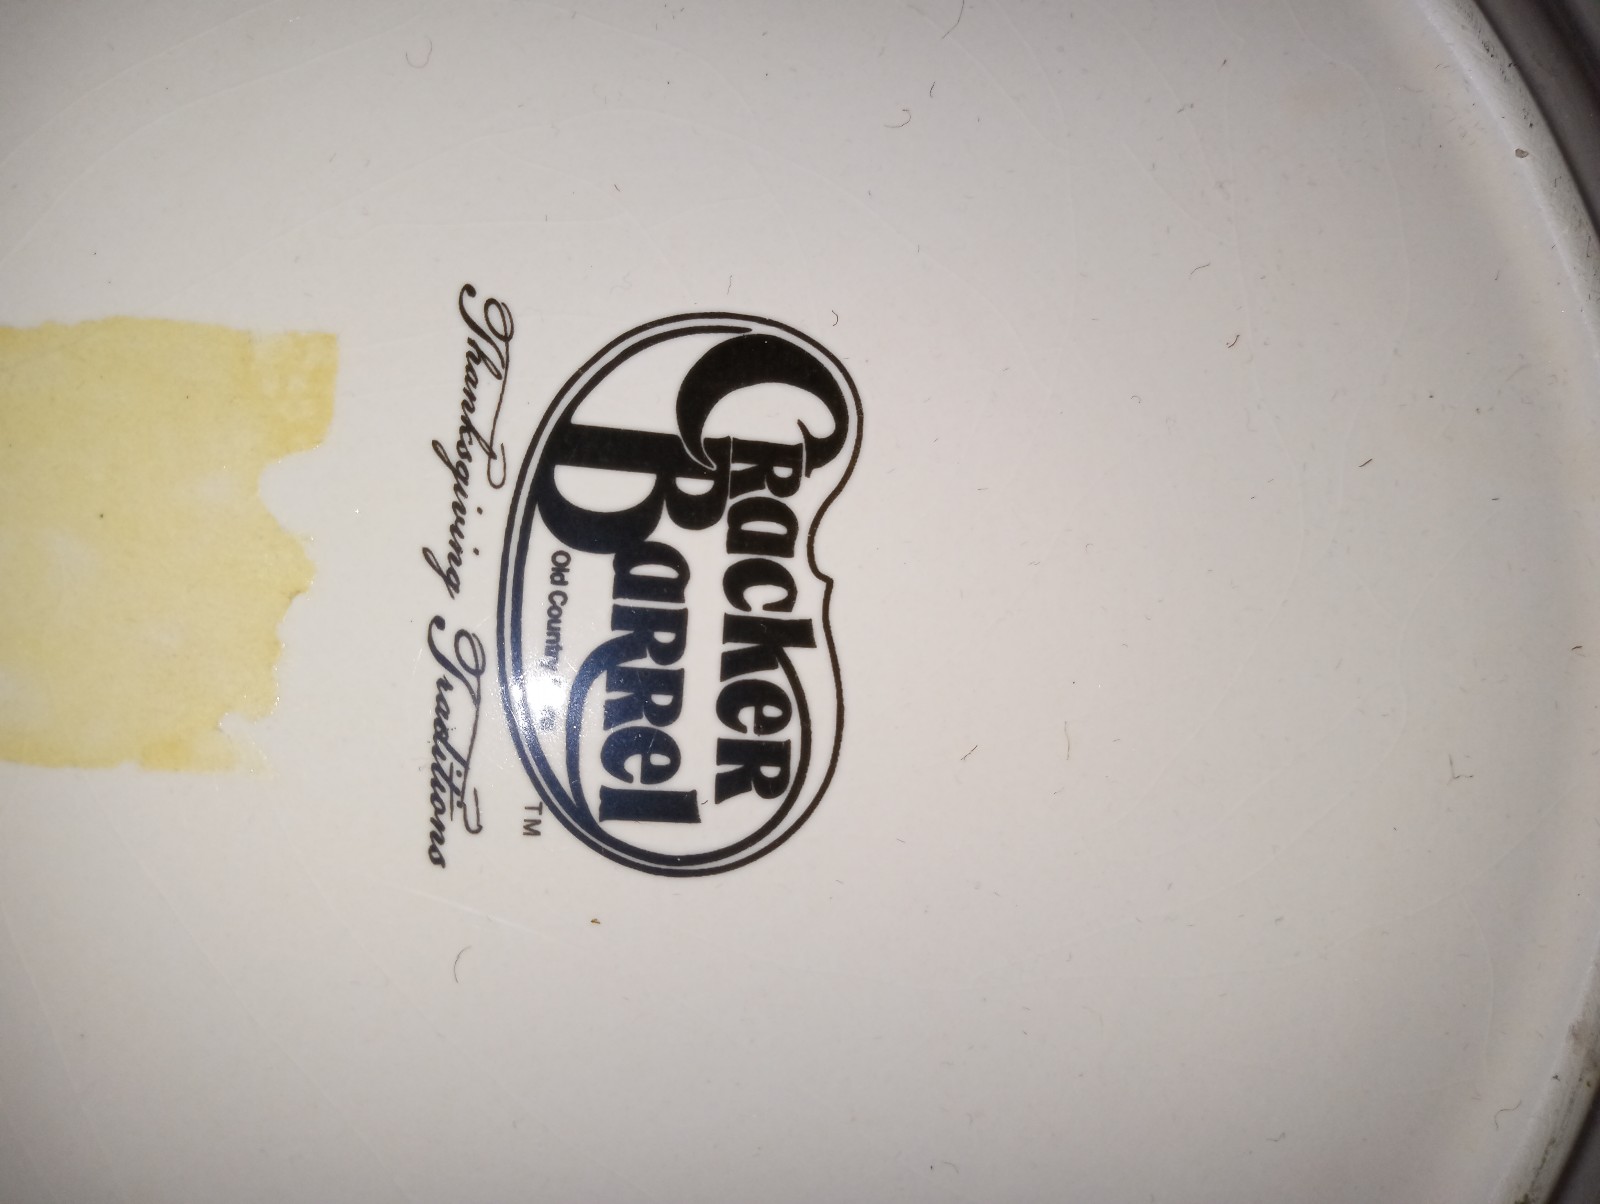 Cracker
Barrel
Old Country
TM
Thanksgiving Traditions